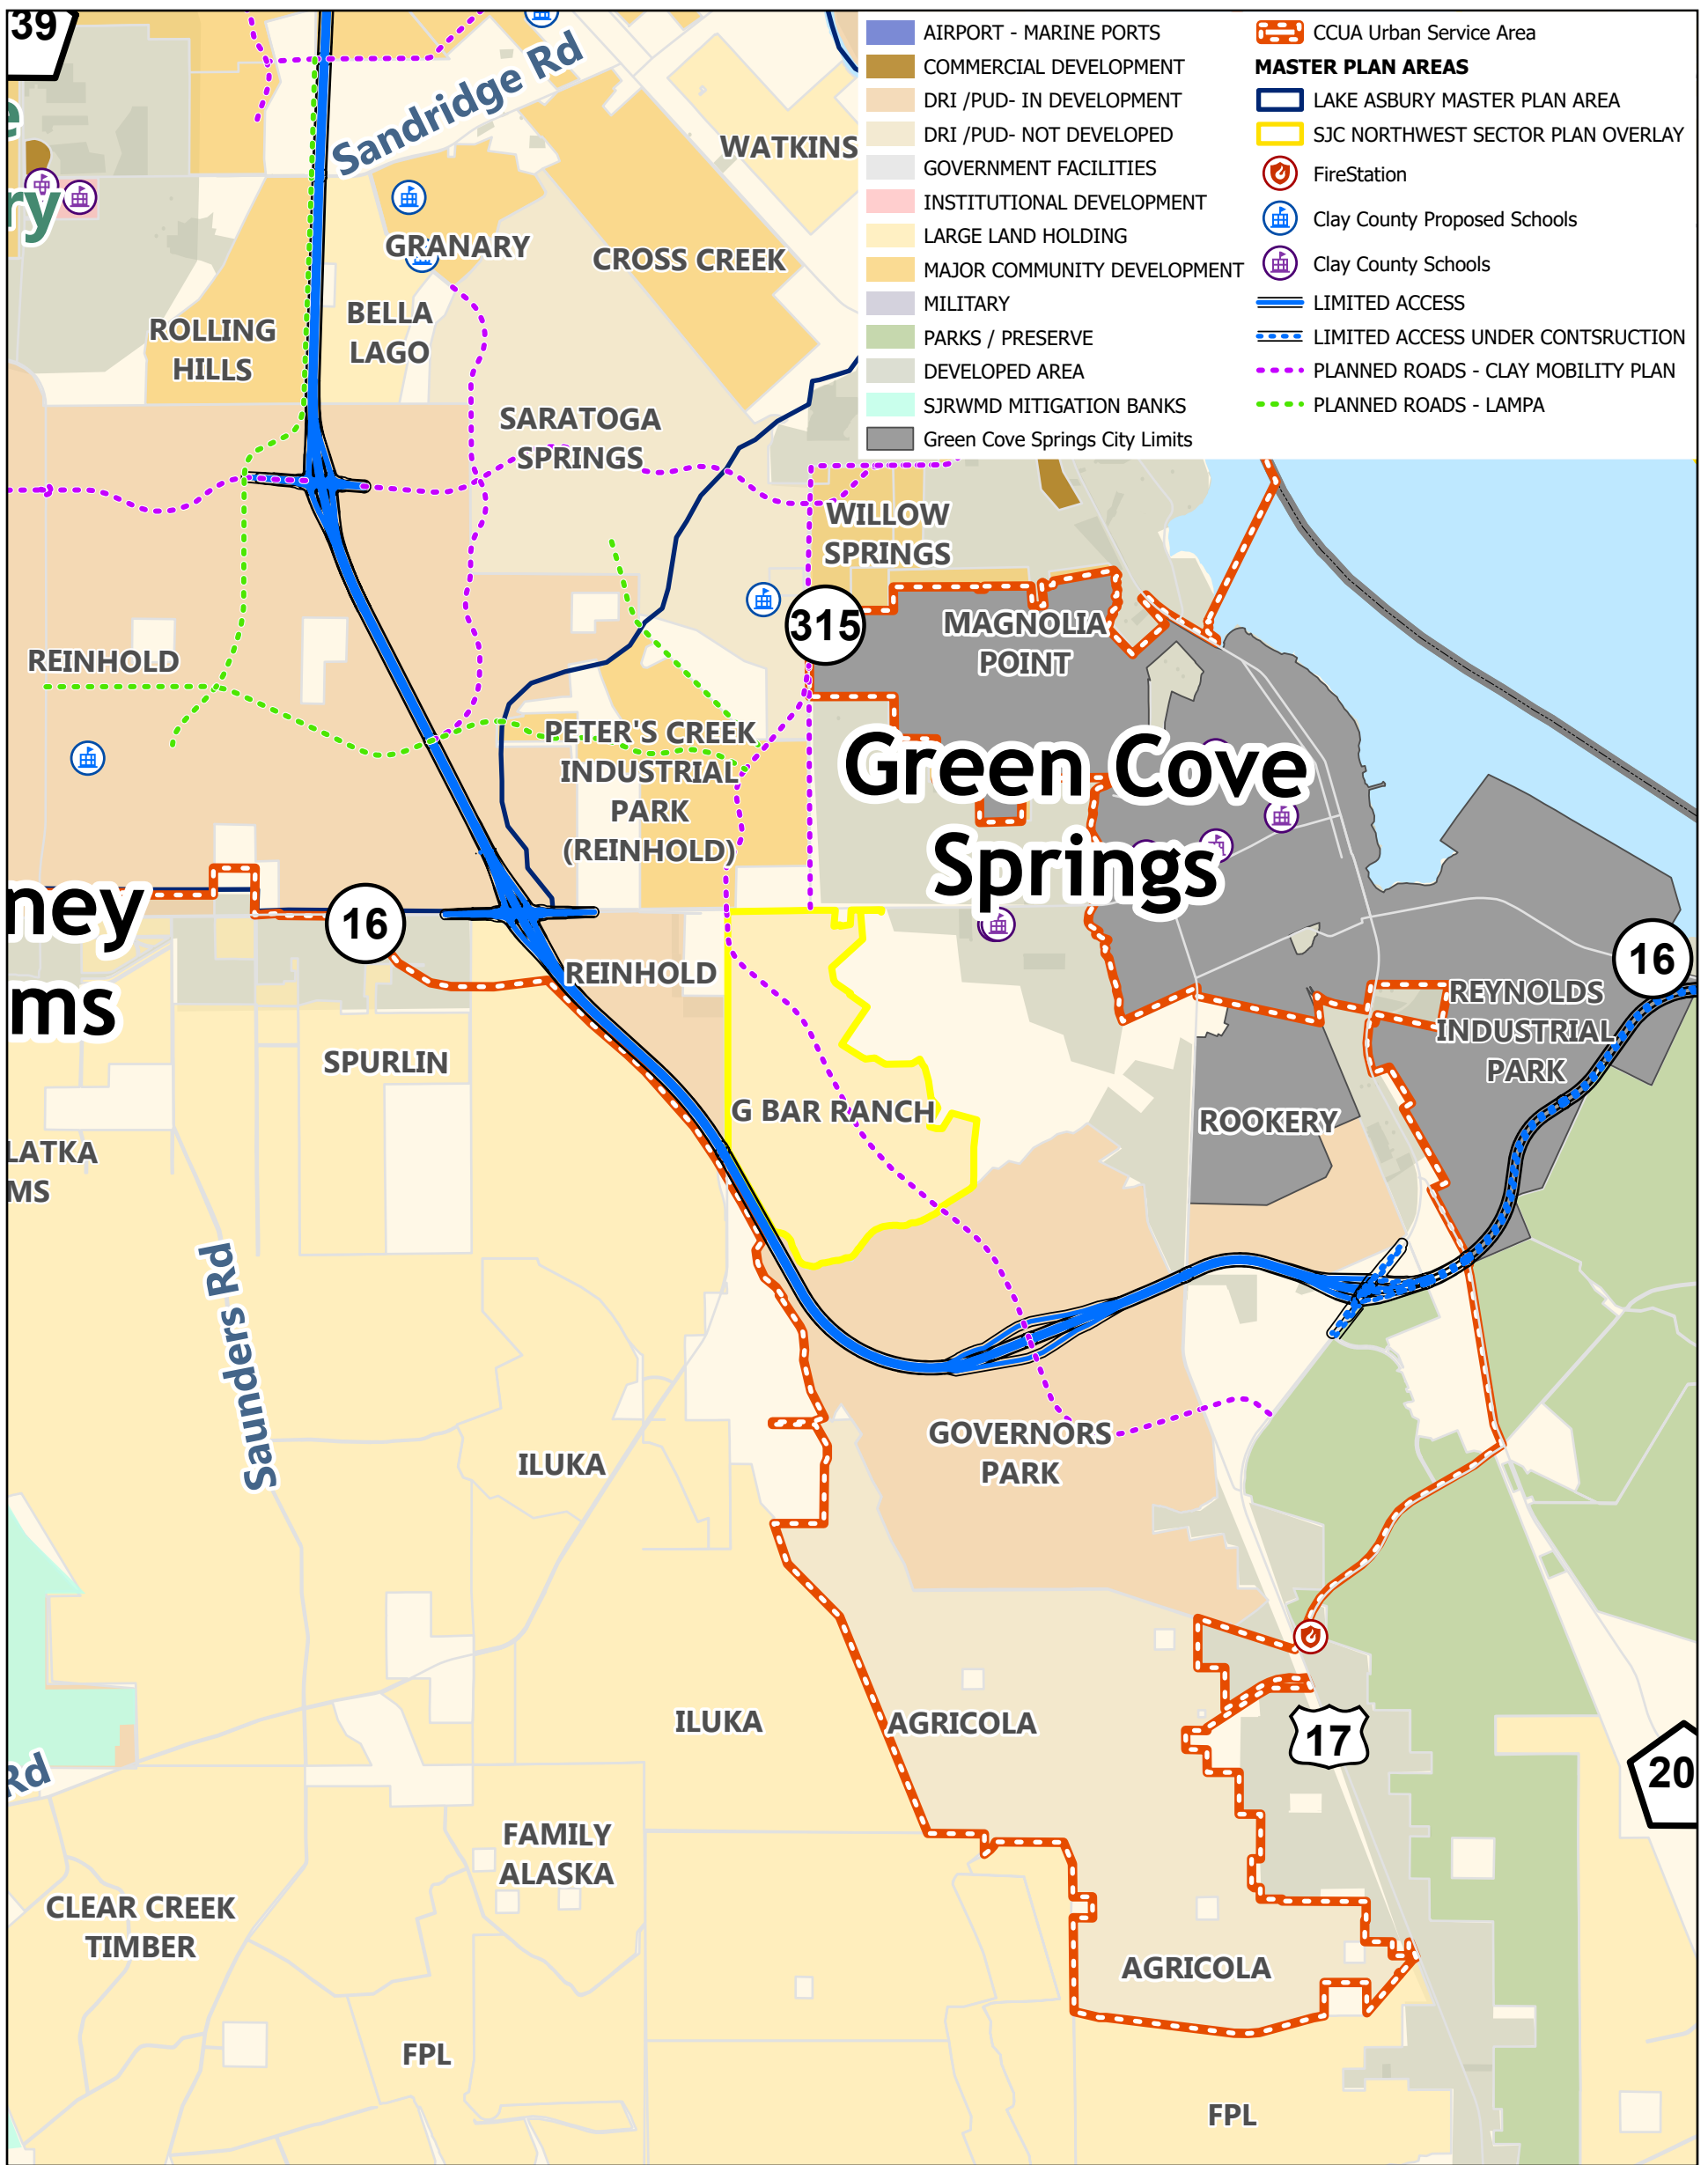 39
e
ry
Sandridge Rd
WATKINS
GRANARY
CROSS CREEK
ROLLING
HILLS
BELLA
LAGO
SARATOGA
SPRINGS
AIRPORT - MARINE PORTS
COMMERCIAL DEVELOPMENT
DRI /PUD- IN DEVELOPMENT
DRI /PUD- NOT DEVELOPED
GOVERNMENT FACILITIES
INSTITUTIONAL DEVELOPMENT
LARGE LAND HOLDING
MAJOR COMMUNITY DEVELOPMENT
MILITARY
PARKS / PRESERVE
DEVELOPED AREA
SJRWMD MITIGATION BANKS
Green Cove Springs City Limits
CCUA Urban Service Area
MASTER PLAN AREAS
LAKE ASBURY MASTER PLAN AREA
SJC NORTHWEST SECTOR PLAN OVERLAY
FireStation
Clay County Proposed Schools
Clay County Schools
LIMITED ACCESS
LIMITED ACCESS UNDER CONTSRUCTION
PLANNED ROADS - CLAY MOBILITY PLAN
PLANNED ROADS - LAMPA
WILLOW
SPRINGS
315
MAGNOLIA
POINT
REINHOLD
PETER'S CREEK
INDUSTRIAL
PARK
(REINHOLD)
Green Cove
Springs
ney
ms
16
REINHOLD
16
REYNOLDS
INDUSTRIAL
PARK
SPURLIN
G BAR RANCH
ROOKERY
LATKA
MS
Saunders Rd
ILUKA
GOVERNORS
PARK
ILUKA
AGRICOLA
17
20
Rd
FAMILY
ALASKA
CLEAR CREEK
TIMBER
AGRICOLA
FPL
FPL